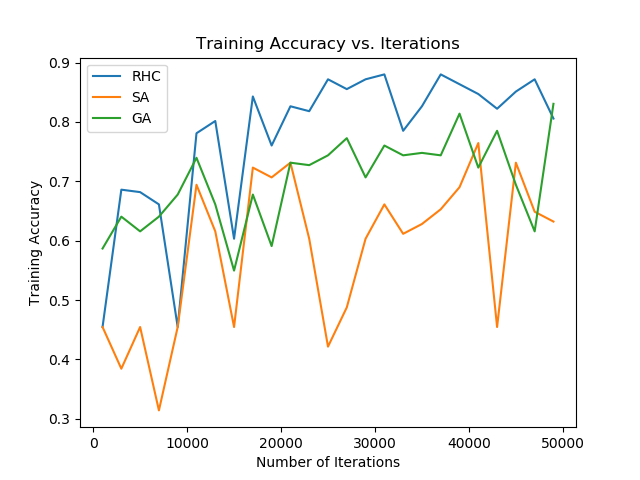 Training Accuracy vs. Iterations
RHC
SA
GA
Training Accuracy
0.9
0.8
0.7
0.6
0.5
0.4
0.3
0
10000
20000
30000
40000
50000
Number of Iterations